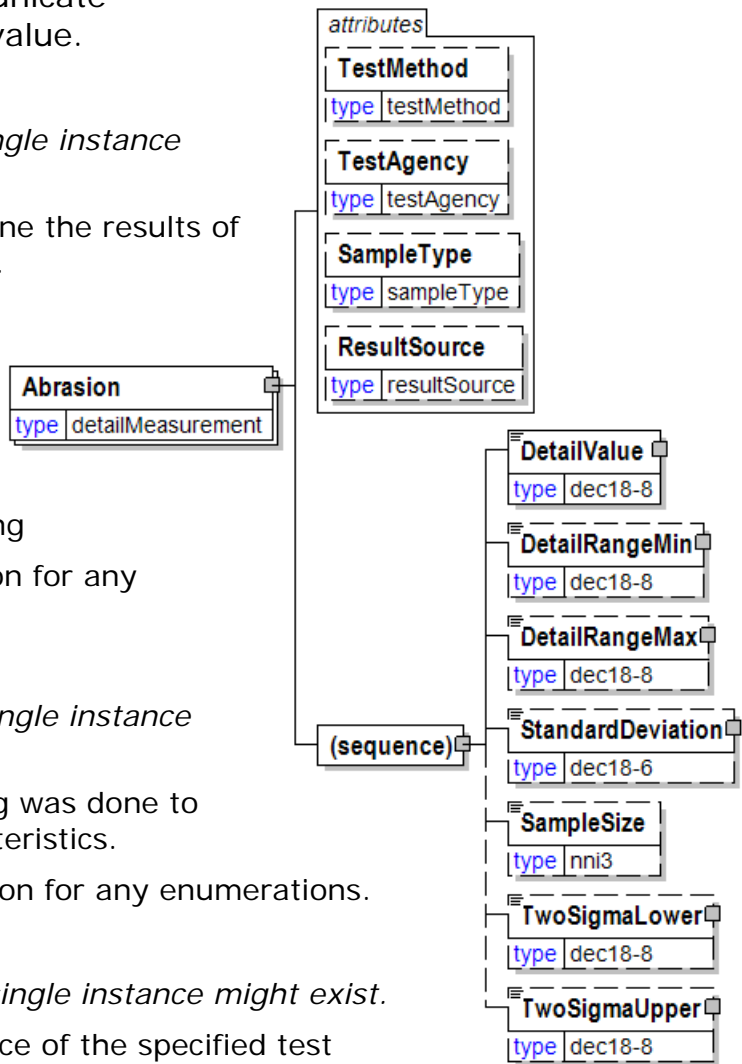 unicate
value.
ngle instance
ne the results of
.
ng
on for any
ngle instance
g was done to
teristics.
on for any enumerations.
single instance might exist.
ce of the specified test
Abrasion
type detailMeasurement
attributes
TestMethod
type testMethod
TestAgency
type testAgency
SampleType
type sampleType
ResultSource
type resultSource
(sequence)
DetailValue
type dec18-8
DetailRangeMin
type dec18-8
DetailRangeMax
type dec18-8
StandardDeviation
type dec18-6
SampleSize
type nni3
TwoSigmaLower
type dec18-8
TwoSigmaUpper
type dec18-8